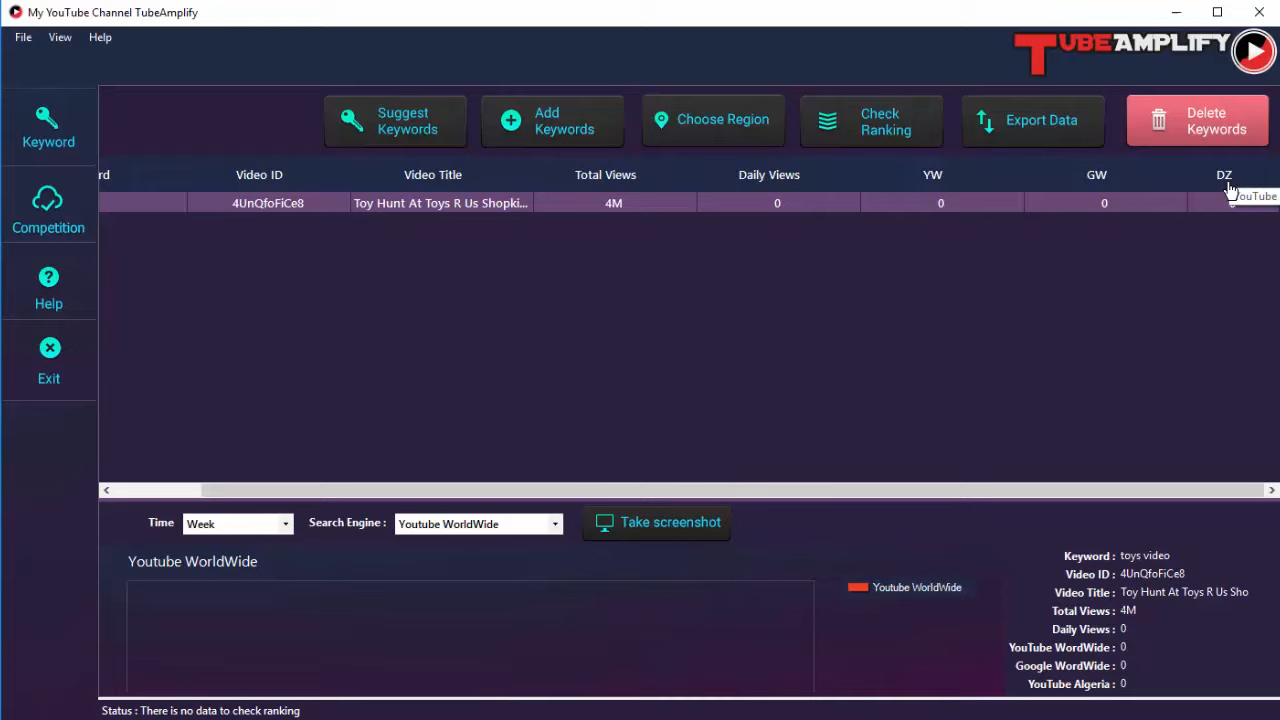 My YouTube Channel TubeAmplify
File View Help
TUBEAMPLIFY
Keyword
Competition
Help
Exit
Suggest
Keywords
Add
Keywords
Choose Region
Check
Ranking
Export Data
Delete
Keywords
rd Video ID Video Title Total Views Daily Views YW GW DZ
4UnQfoFiCe8 Toy Hunt At Toys R Us Shopki... 4M 0 0 0
YouTube
Time Week Search Engine : Youtube WorldWide Take screenshot
Youtube WorldWide
Youtube WorldWide
Keyword : toys video
Video ID : 4UnQfoFiCe8
Video Title : Toy Hunt At Toys R Us Sho
Total Views : 4M
Daily Views : 0
YouTube WordWide : 0
Google WordWide : 0
YouTube Algeria : 0
Status : There is no data to check ranking